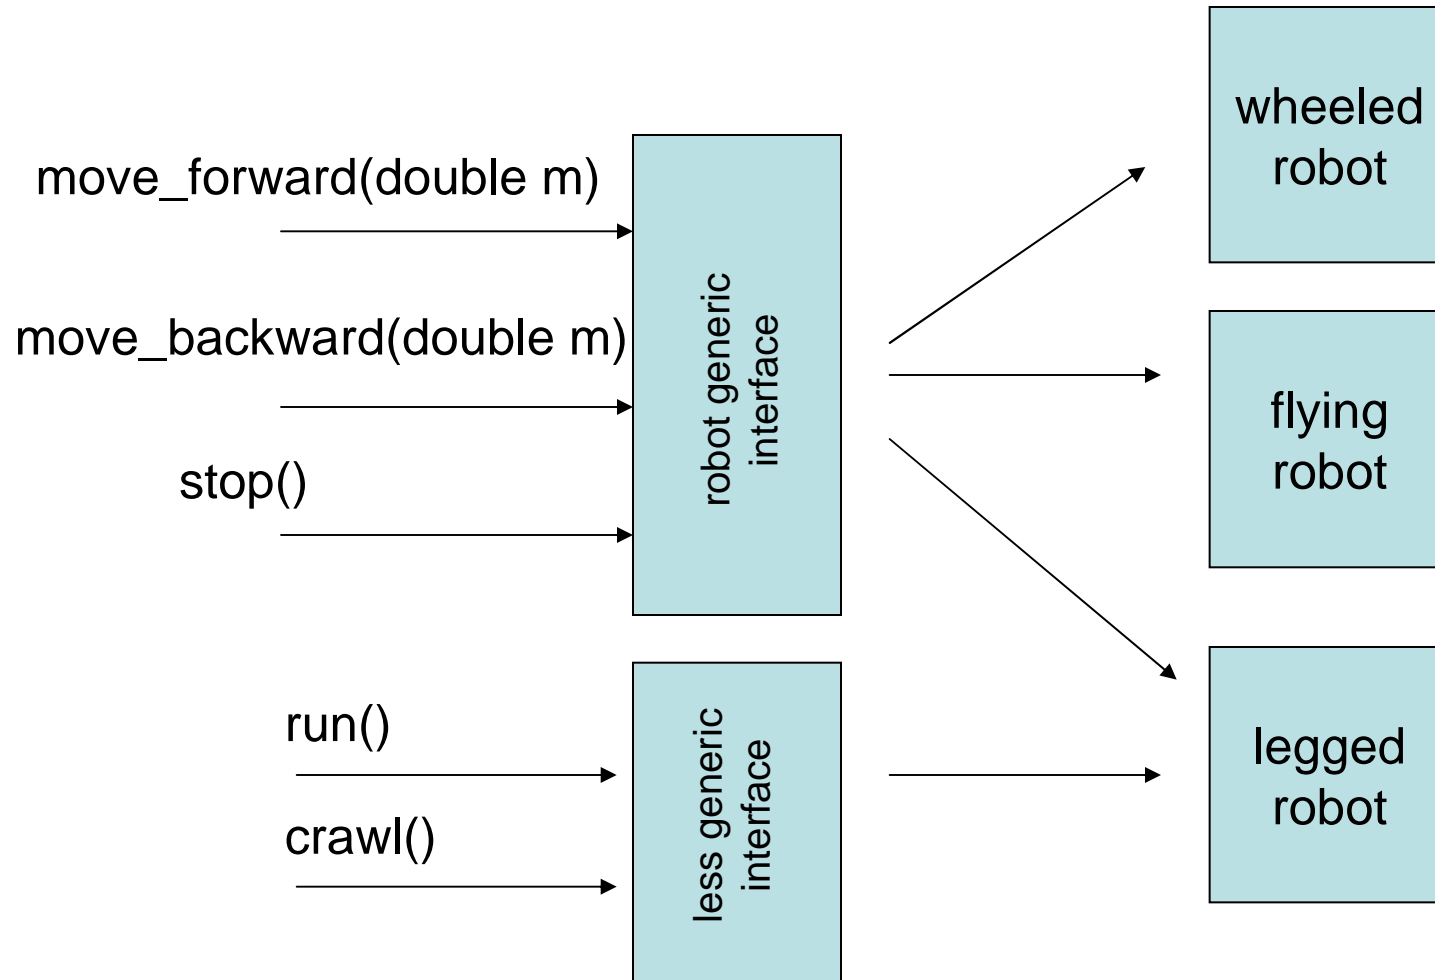 move_forward(double m)
move_backward(double m)
stop()
robot generic
interface
run()
crawl()
less generic
interface
wheeled
robot
flying
robot
legged
robot